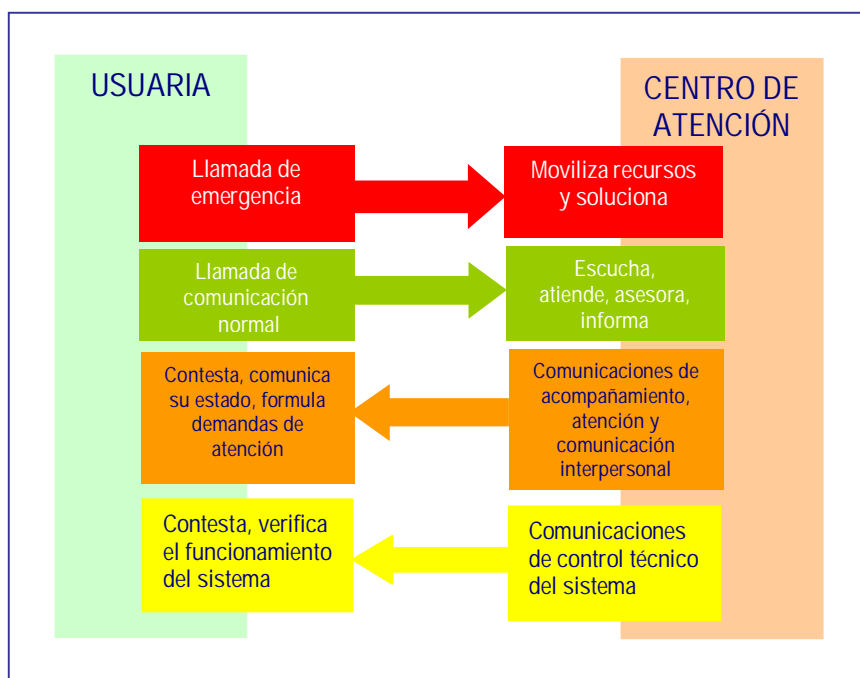 USUARIA
CENTRO DE
ATENCIÓN
Llamada de
emergencia
Moviliza recursos
y soluciona
Llamada de
comunicación
normal
Escucha,
atiende, asesora,
informa
Contesta, comunica
su estado, formula
demandas de
atención
Comunicaciones de
acompañamiento,
atención y
comunicación
interpersonal
Contesta, verifica
el funcionamiento
del sistema
Comunicaciones
de control técnico
del sistema